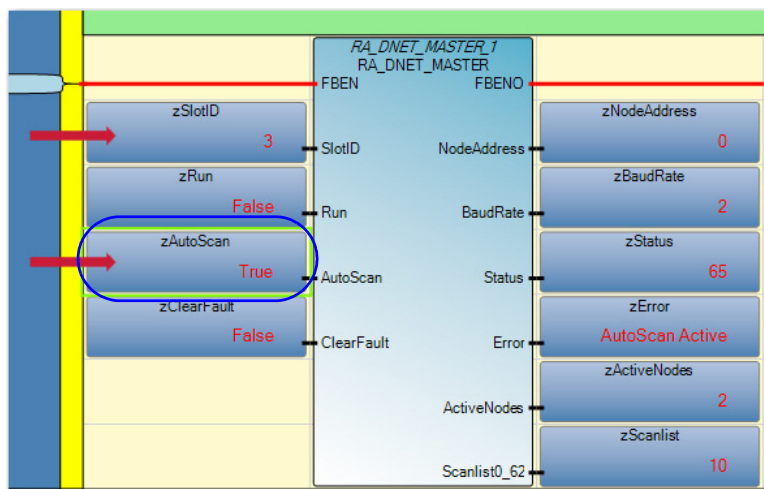 RA_DNET_MASTER_1
RA_DNET_MASTER
FBEN FBENO
zSlotID zNodeAddress
3 SlotID NodeAddress 0
zRun zBaudRate
False Run BaudRate 2
zAutoScan zStatus
True AutoScan Status 65
zClearFault zError
False ClearFault Error AutoScan Active
zActiveNodes
ActiveNodes 2
zScanlist
Scanlist0_62 10